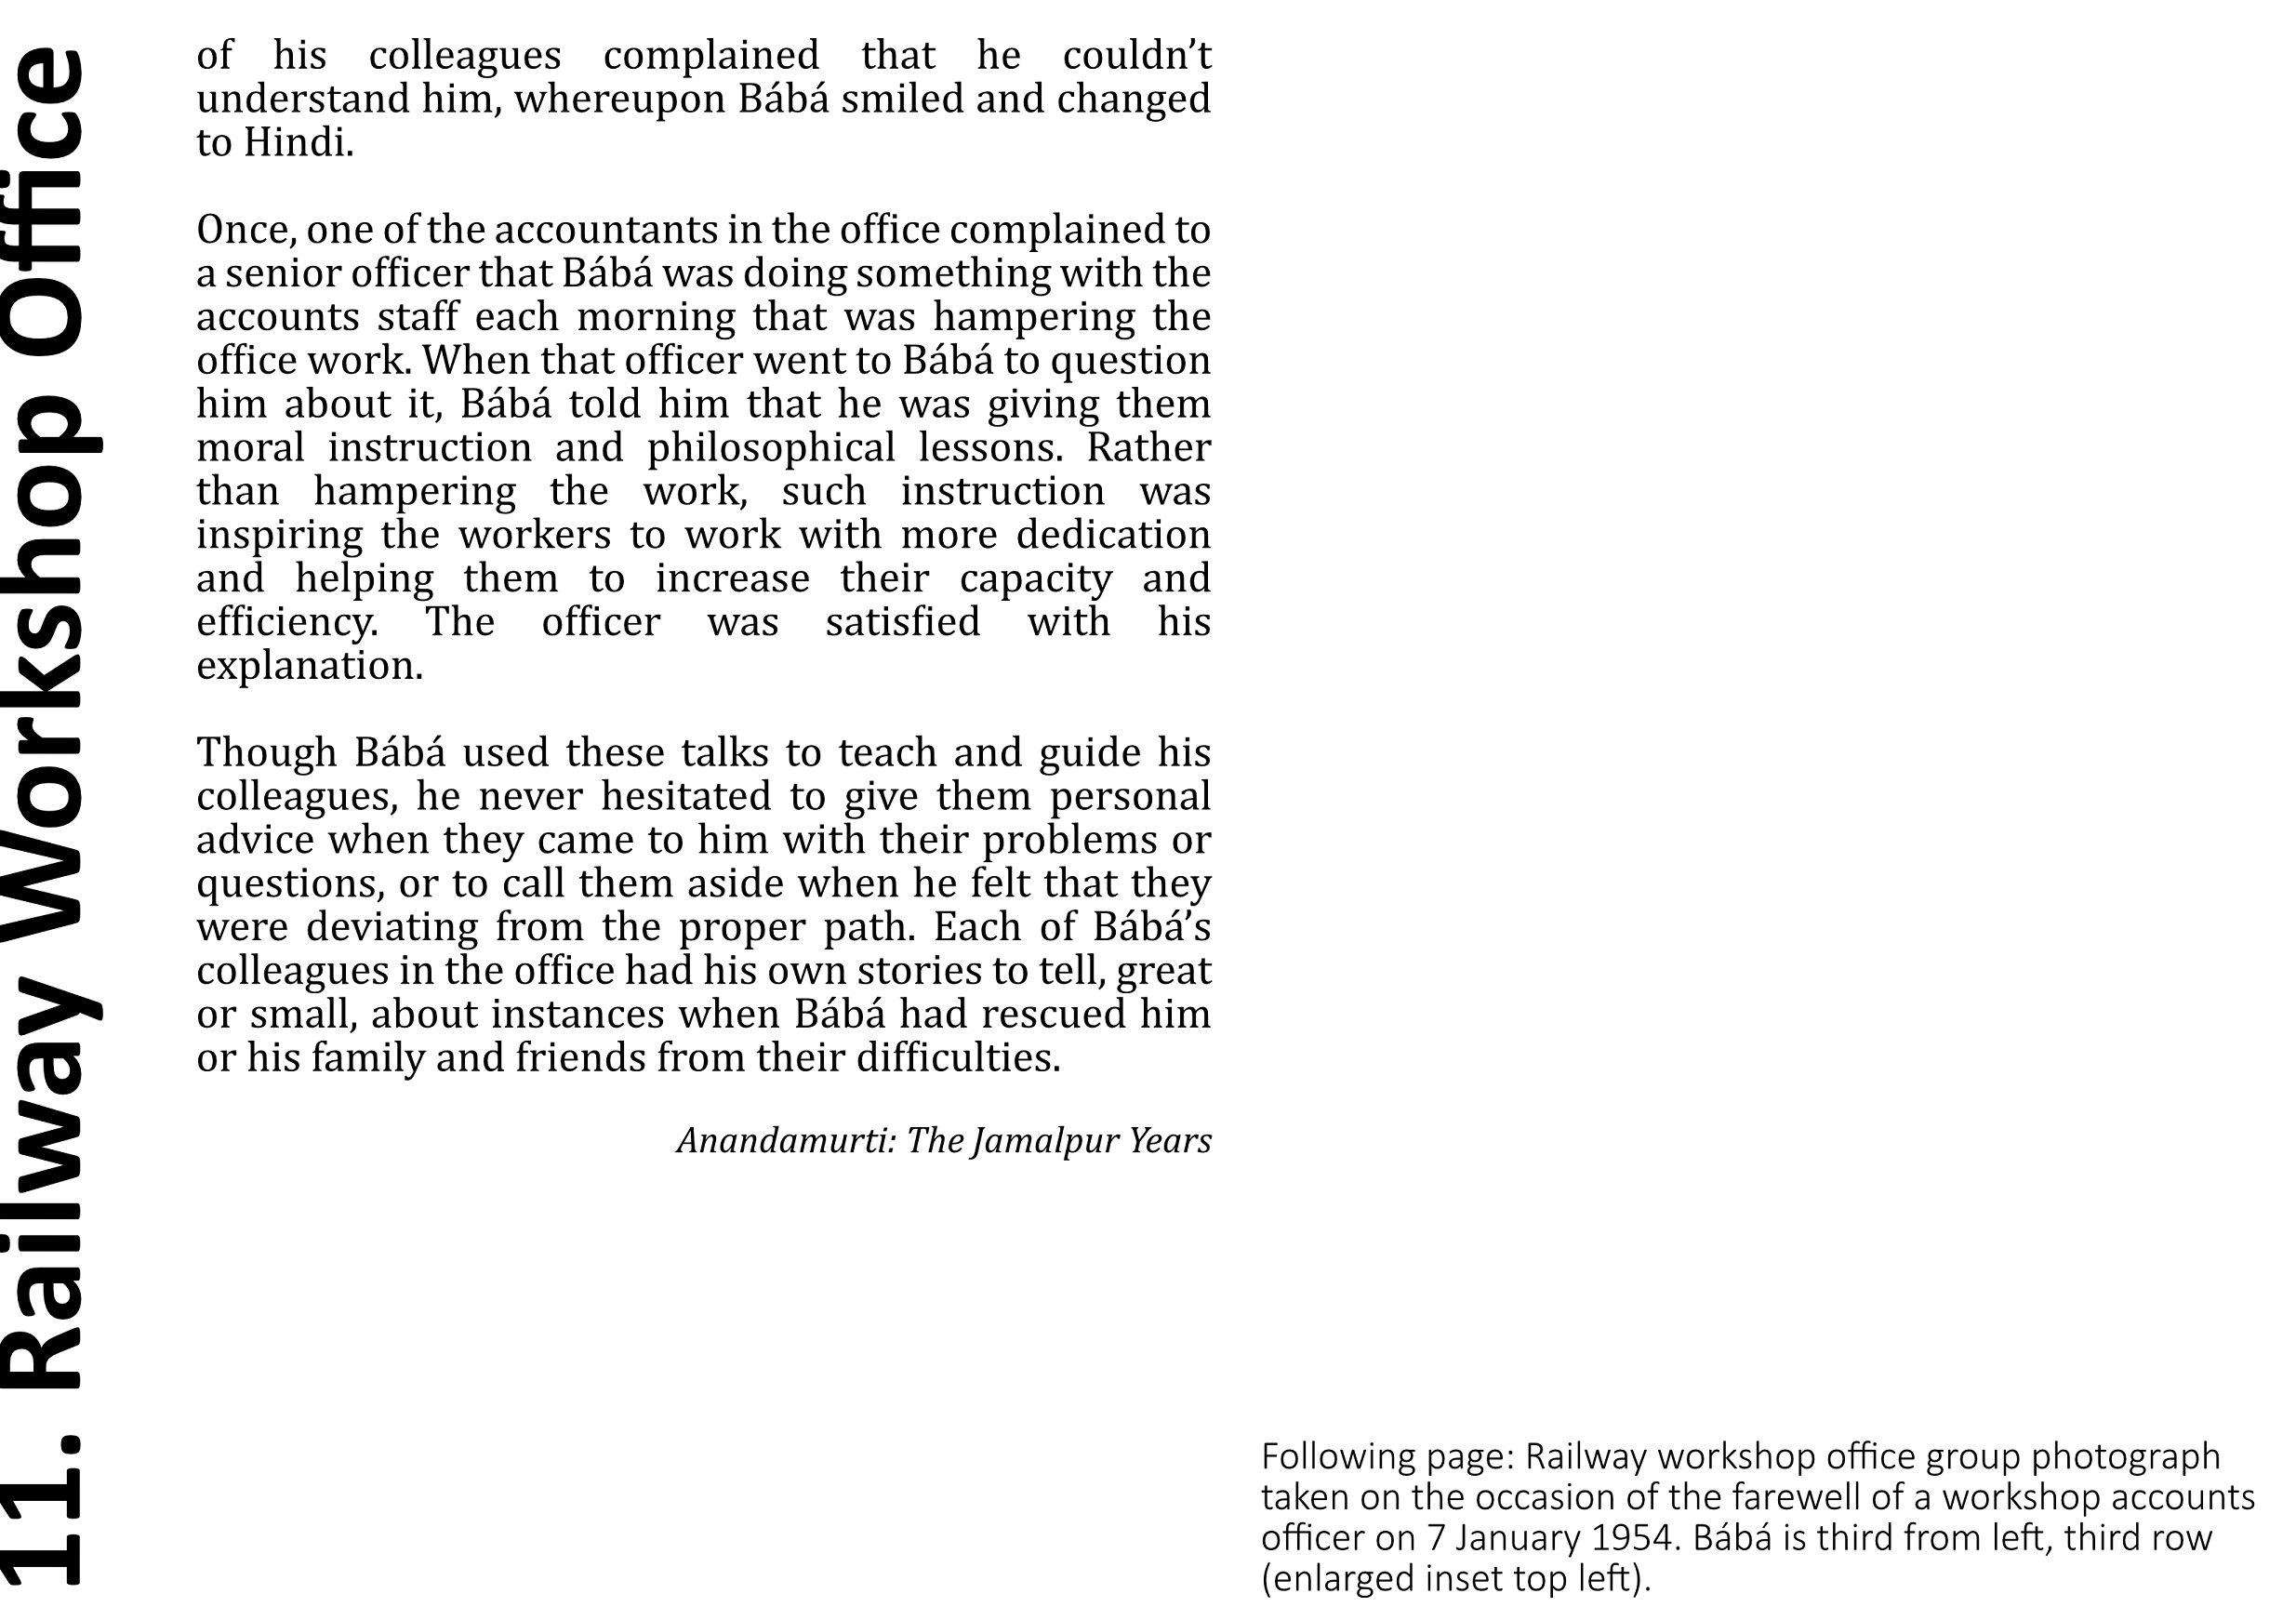 11. Railway Workshop Office
of his colleagues complained that he couldn’t
understand him, whereupon Bábá smiled and changed
to Hindi.
Once, one of the accountants in the office complained to
a senior officer that Bábá was doing something with the
accounts staff each morning that was hampering the
office work. When that officer went to Bábá to question
him about it, Bábá told him that he was giving them
moral instruction and philosophical lessons. Rather
than hampering the work, such instruction was
inspiring the workers to work with more dedication
and helping them to increase their capacity and
efficiency. The officer was satisfied with his
explanation.
Though Bábá used these talks to teach and guide his
colleagues, he never hesitated to give them personal
advice when they came to him with their problems or
questions, or to call them aside when he felt that they
were deviating from the proper path. Each of Bábá’s
colleagues in the office had his own stories to tell, great
or small, about instances when Bábá had rescued him
or his family and friends from their difficulties.
Anandamurti: The Jamalpur Years
Following page: Railway workshop office group photograph
taken on the occasion of the farewell of a workshop accounts
officer on 7 January 1954. Bábá is third from left, third row
(enlarged inset top left).